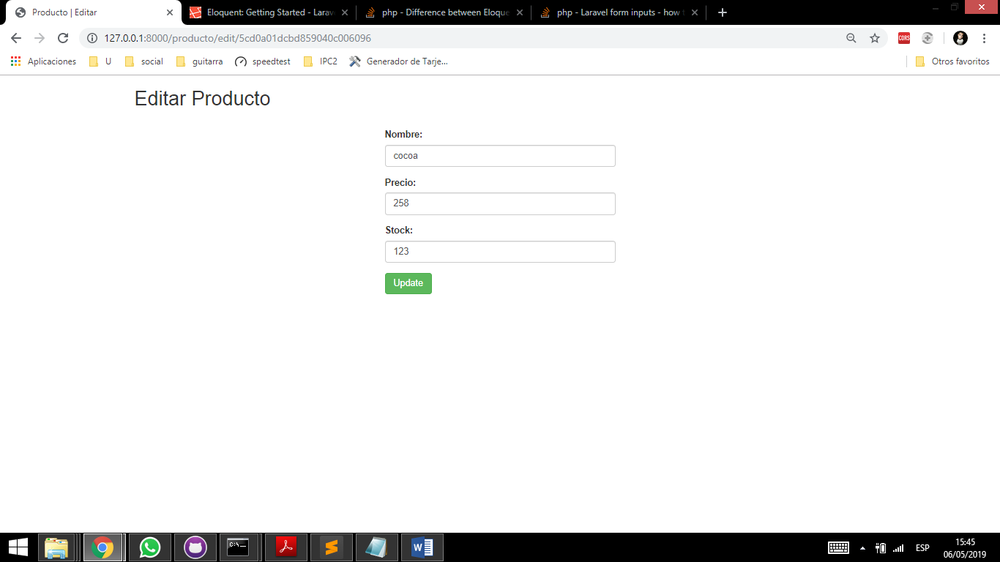 Producto | Editar
Eloquent: Getting Started - Larav
php - Difference between Eloque
php - Laravel form inputs - how t
127.0.0.1:8000/producto/edit/5cd0a01dcbd859040c006096
CORS
Aplicaciones
U
social
guitarra
speedtest
IPC2
Generador de Tarje...
Otros favoritos
Editar Producto
Nombre:
cocoa
Precio:
258
Stock:
123
Update
C:\
W
ESP
15:45
06/05/2019